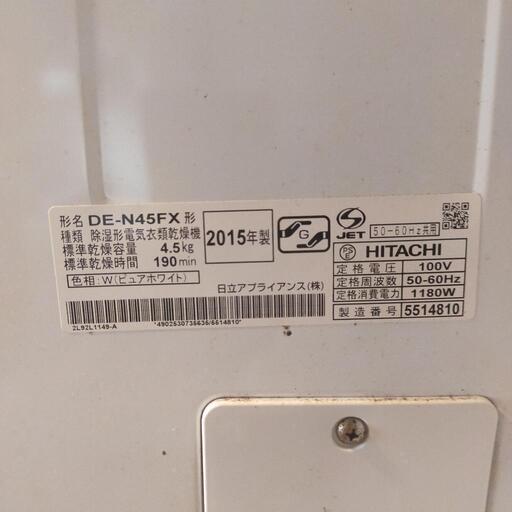 形名 DE-N45FX 形
種類 除湿形電気衣類乾燥機
標準乾燥容量 4.5kg
標準乾燥時間 190min
色相:W(ピュアホワイト)
2015年製
G
S-JET
50-60Hz共用
PSE
HITACHI
定格電圧 100V
定格周波数 50-60Hz
定格消費電力 1180W
製造番号 5514810
日立アプライアンス(株)
2L92L1149-A
*4902530735635/5514810*